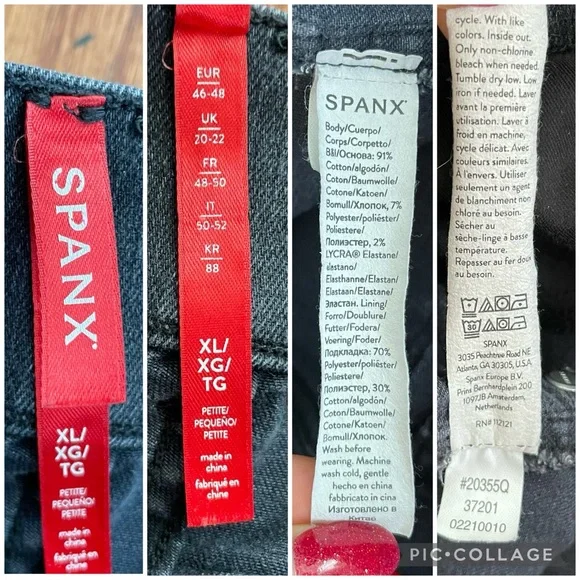 SPANX
XL/
XG/
TG
PETITE/
PEQUEÑO/
PETITE
made in
china
fabriqué en
EUR
46-48
UK
20-22
FR
48-50
IT
50-52
KR
88
XL/
XG/
TG
PETITE/
PEQUEÑO/
PETITE
made in
china
fabriqué en
china
SPANX
Body/Cuerpo/
Corps/Corpetto/
Bál/Основа: 91%
Cotton/algodón/
Coton/Baumwolle/
Cotone/Katoen/
Bomull/Хлопок, 7%
Polyester/poliéster/
Poliestere/
Полиэстер, 2%
LYCRA® Elastane/
elastano/
Elasthanne/Elastan/
Elastaan/Elastane/
Эластан. Lining/
Forro/Doublure/
Futter/Fodera/
Voering/Foder/
Подкладка: 70%
Polyester/poliéster/
Poliestere/
Полиэстер, 30%
Cotton/algodón/
Coton/Baumwolle/
Cotone/Katoen/
Bomull/Хлопок.
Wash before
wearing. Machine
wash cold, gentle
hecho en china
fabbricato in cina
Изготовлено в
Китае
cycle. With like
colors. Inside out.
Only non-chlorine
bleach when needed.
Tumble dry low. Low
iron if needed. Laver
avant la première
utilisation. Laver à
froid en machine,
cycle délicat. Avec
couleurs similaires.
À l'envers. Utiliser
seulement un agent
de blanchiment non
chloré au besoin.
Sécher au
sèche-linge à basse
température.
Repasser au fer doux
au besoin.
30
SPANX
3035 Peachtree Road NE
Atlanta, GA 30305, U.S.A
Spanx Europe B.V.
Prins Bernhardplein 200
1097JB Amsterdam,
Netherlands
RN# 112121
#20355Q
37201
02210010
PIC•COLLAGE